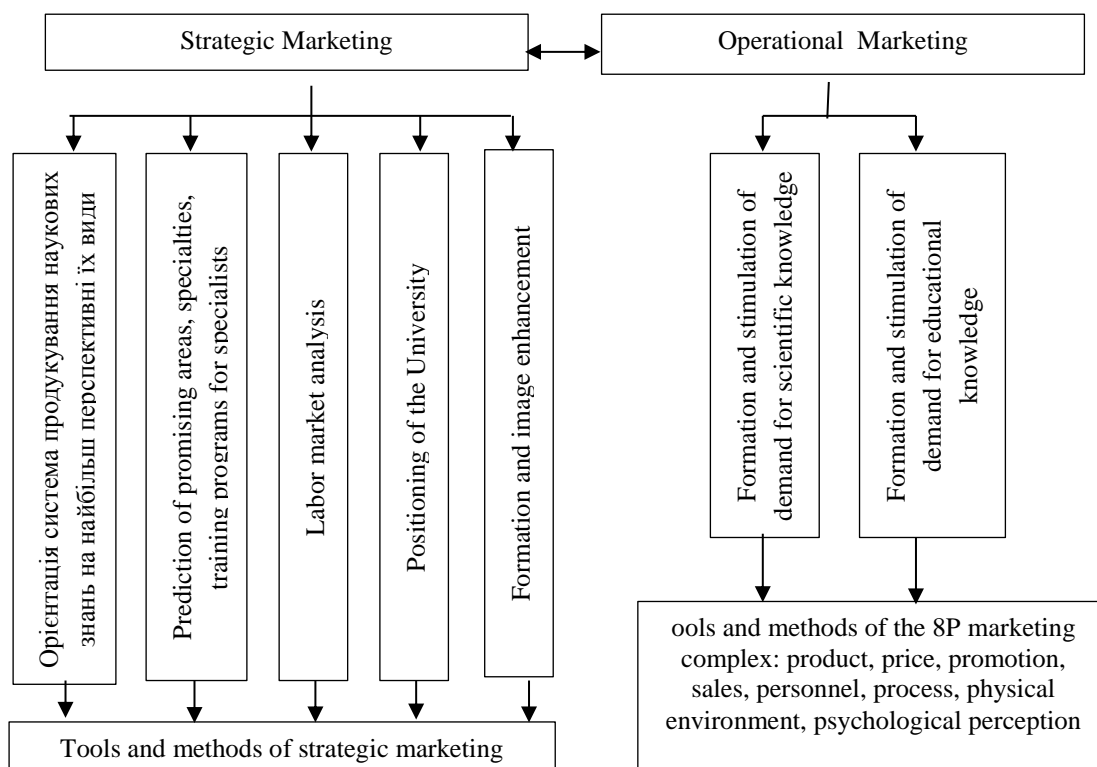 Strategic Marketing
Operational Marketing
Орієнтація система продукування наукових
знань на найбільш перспективні їх види
Prediction of promising areas, specialties,
training programs for specialists
Labor market analysis
Positioning of the University
Formation and image enhancement
Formation and stimulation of
demand for scientific knowledge
Formation and stimulation of
demand for educational
knowledge
Tools and methods of strategic marketing
ools and methods of the 8P marketing
complex: product, price, promotion,
sales, personnel, process, physical
environment, psychological perception